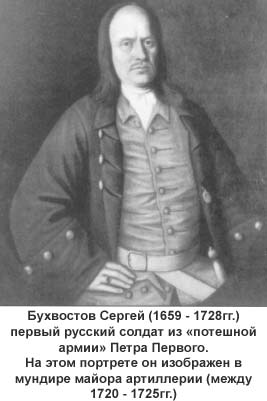 Бухвостов Сергей (1659 - 1728гг.)
первый русский солдат из «потешной
армии» Петра Первого.
На этом портрете он изображен в
мундире майора артиллерии (между
1720 - 1725гг.)